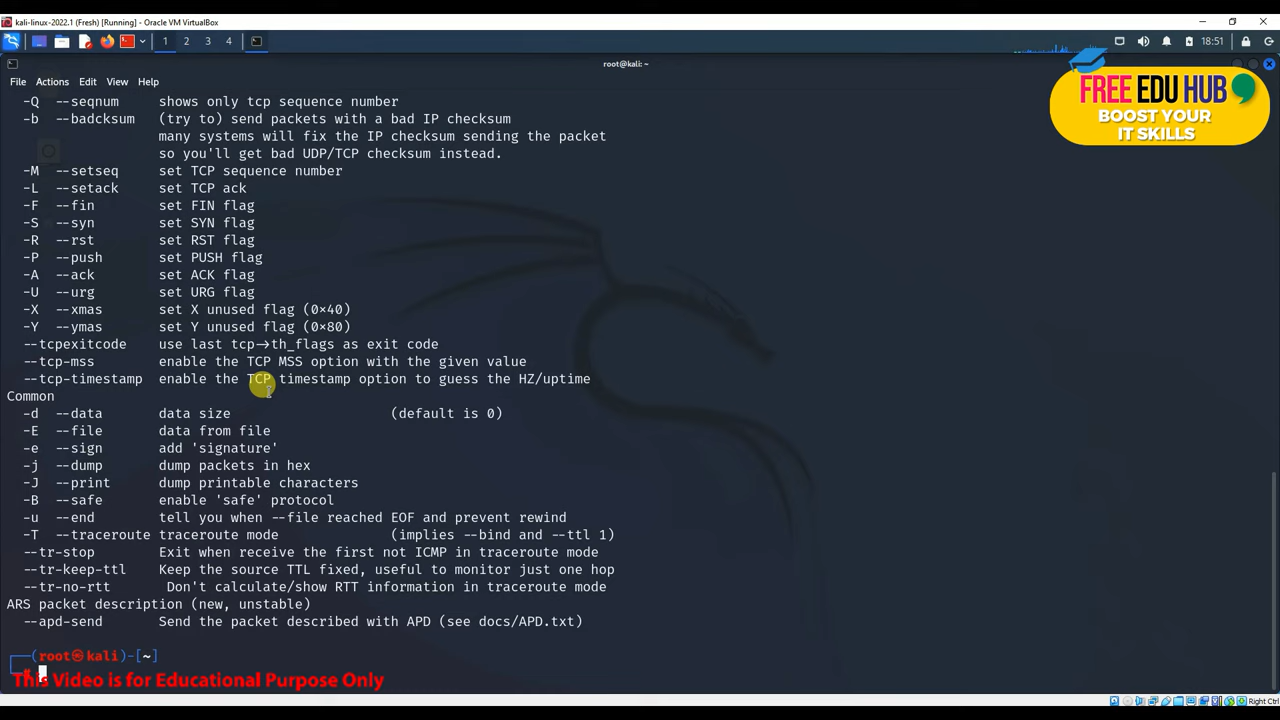 kali-linux-2022.1 (Fresh) [Running] - Oracle VM VirtualBox
1 2 3 4 18:51
root@kali: ~
File Actions Edit View Help
FREE EDU HUB
BOOST YOUR
IT SKILLS
-Q --seqnum shows only tcp sequence number
-b --badcksum (try to) send packets with a bad IP checksum
many systems will fix the IP checksum sending the packet
so you'll get bad UDP/TCP checksum instead.
-M --setseq set TCP sequence number
-L --setack set TCP ack
-F --fin set FIN flag
-S --syn set SYN flag
-R --rst set RST flag
-P --push set PUSH flag
-A --ack set ACK flag
-U --urg set URG flag
-X --xmas set X unused flag (0×40)
-Y --ymas set Y unused flag (0×80)
--tcpexitcode use last tcp→th_flags as exit code
--tcp-mss enable the TCP MSS option with the given value
--tcp-timestamp enable the TCP timestamp option to guess the HZ/uptime
Common
-d --data data size (default is 0)
-E --file data from file
-e --sign add 'signature'
-j --dump dump packets in hex
-J --print dump printable characters
-B --safe enable 'safe' protocol
-u --end tell you when --file reached EOF and prevent rewind
-T --traceroute traceroute mode (implies --bind and --ttl 1)
--tr-stop Exit when receive the first not ICMP in traceroute mode
--tr-keep-ttl Keep the source TTL fixed, useful to monitor just one hop
--tr-no-rtt Don't calculate/show RTT information in traceroute mode
ARS packet description (new, unstable)
--apd-send Send the packet described with APD (see docs/APD.txt)
(root㉿kali)-[~]
This Video is for Educational Purpose Only
Right Ctrl